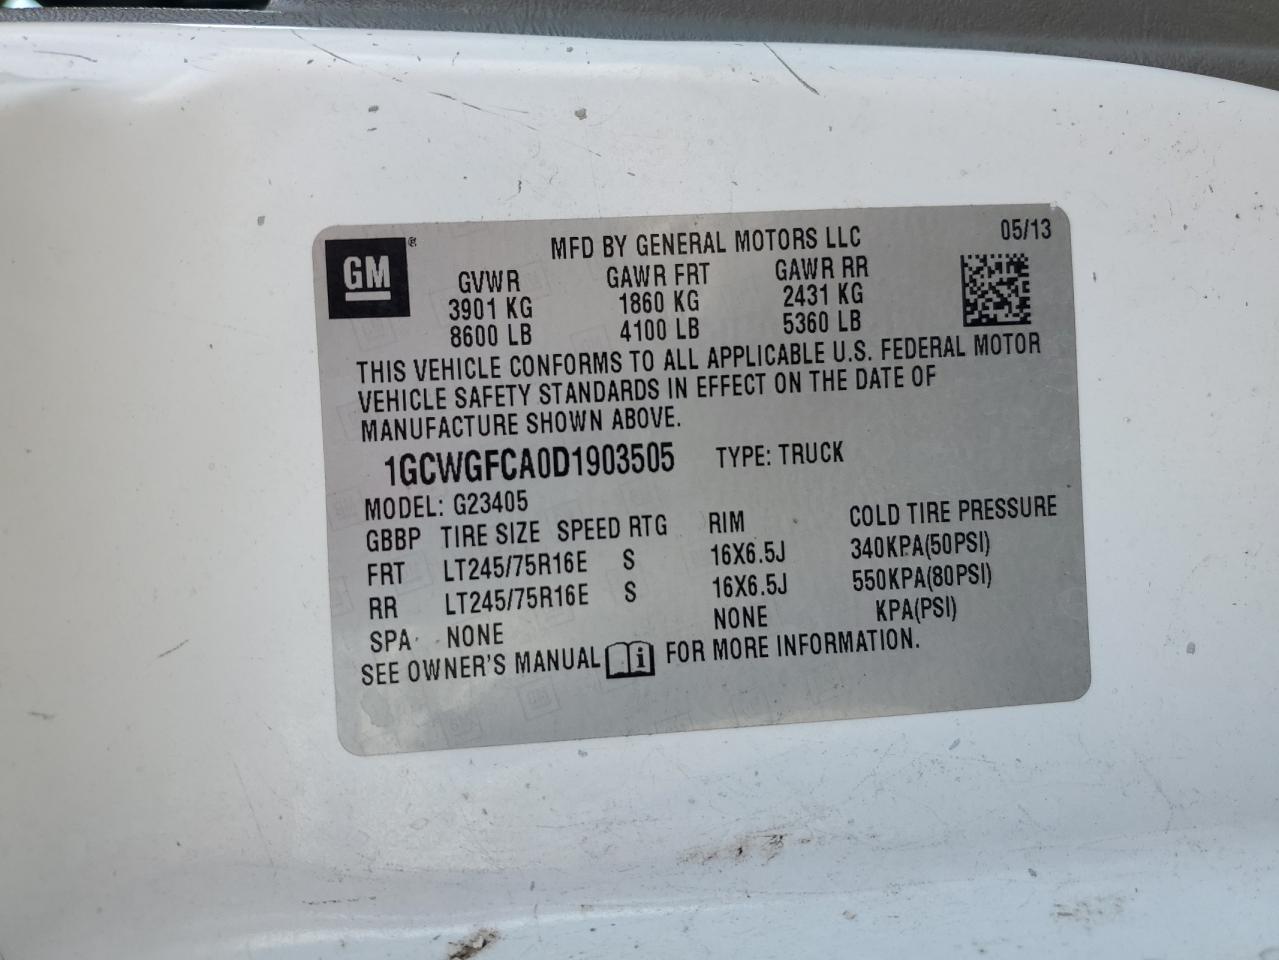 GM ®
MFD BY GENERAL MOTORS LLC 05/13
GVWR GAWR FRT GAWR RR
3901 KG 1860 KG 2431 KG
8600 LB 4100 LB 5360 LB
THIS VEHICLE CONFORMS TO ALL APPLICABLE U.S. FEDERAL MOTOR
VEHICLE SAFETY STANDARDS IN EFFECT ON THE DATE OF
MANUFACTURE SHOWN ABOVE.
1GCWGFCA0D1903505 TYPE: TRUCK
MODEL: G23405
GBBP TIRE SIZE SPEED RTG RIM COLD TIRE PRESSURE
FRT LT245/75R16E S 16X6.5J 340KPA(50PSI)
RR LT245/75R16E S 16X6.5J 550KPA(80PSI)
SPA NONE NONE KPA(PSI)
SEE OWNER'S MANUAL i FOR MORE INFORMATION.